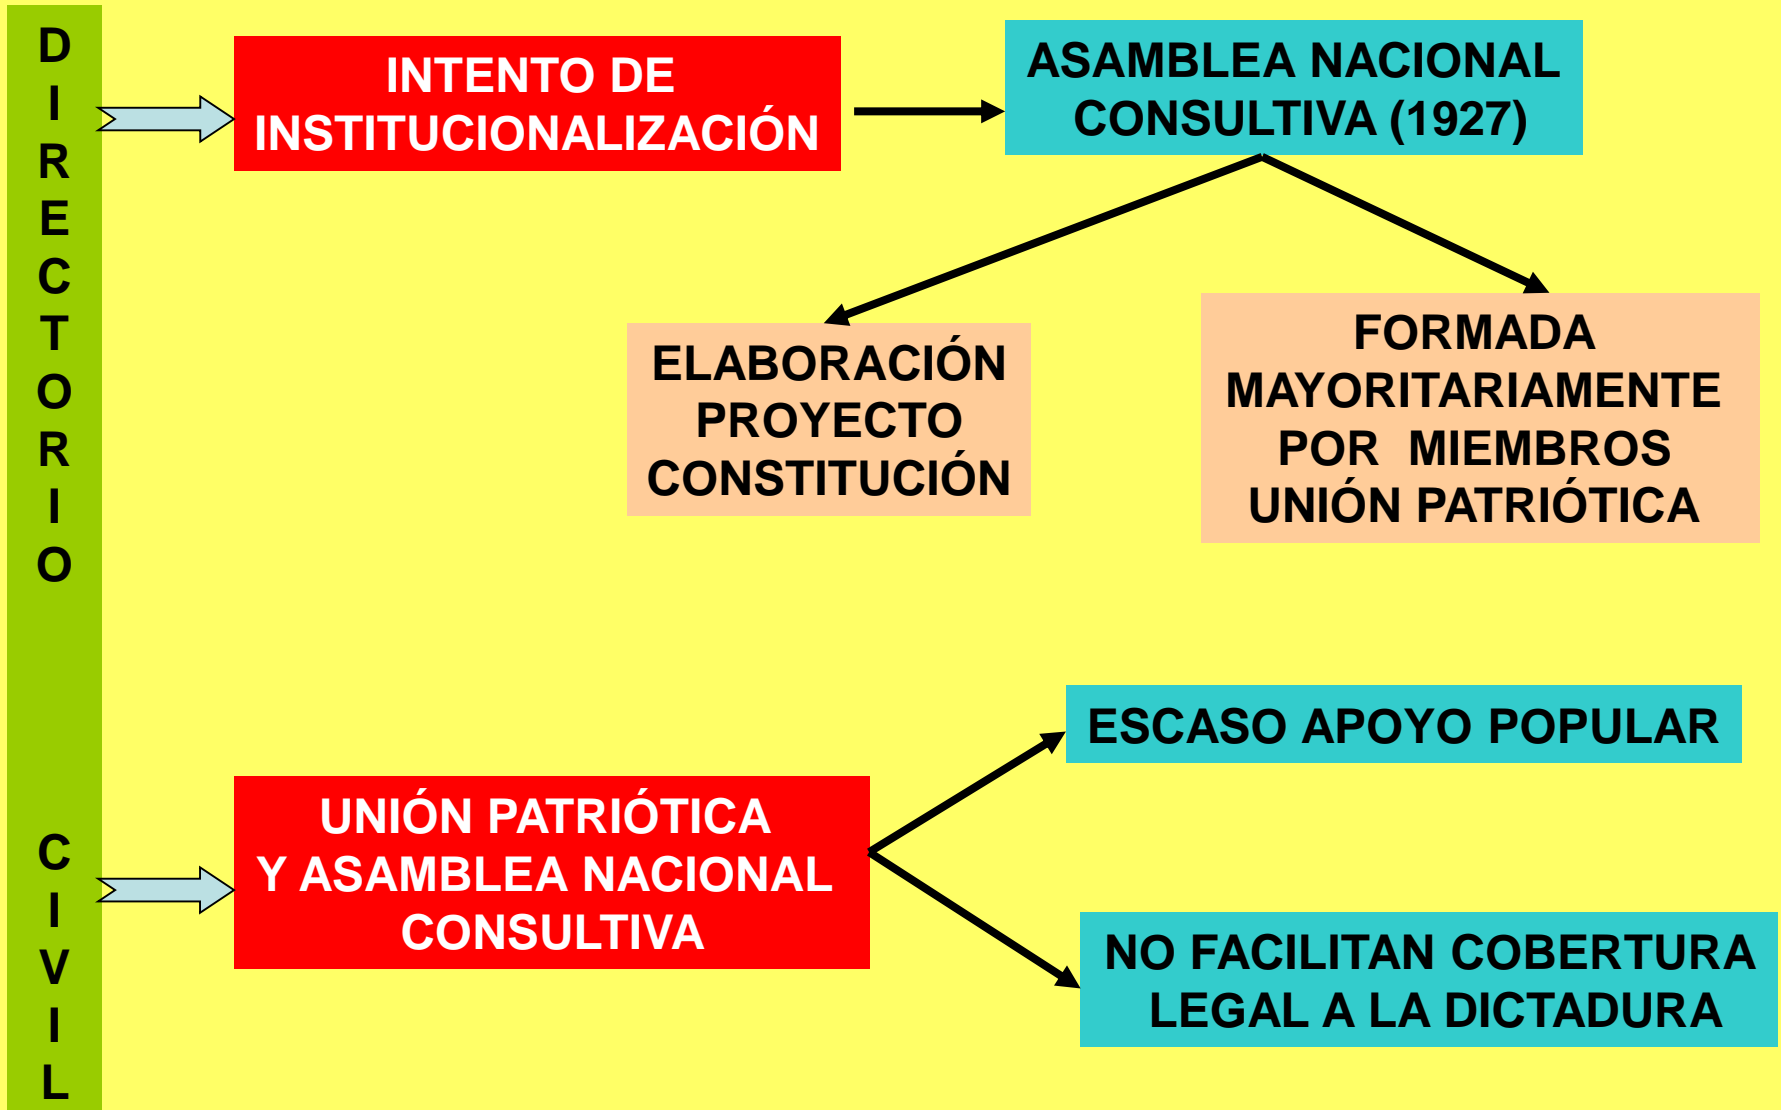 D
I
R
E
C
T
O
R
I
O
C
I
V
I
L
INTENTO DE
INSTITUCIONALIZACIÓN
ASAMBLEA NACIONAL
CONSULTIVA (1927)
ELABORACIÓN
PROYECTO
CONSTITUCIÓN
FORMADA
MAYORITARIAMENTE
POR MIEMBROS
UNIÓN PATRIÓTICA
UNIÓN PATRIÓTICA
Y ASAMBLEA NACIONAL
CONSULTIVA
ESCASO APOYO POPULAR
NO FACILITAN COBERTURA
LEGAL A LA DICTADURA